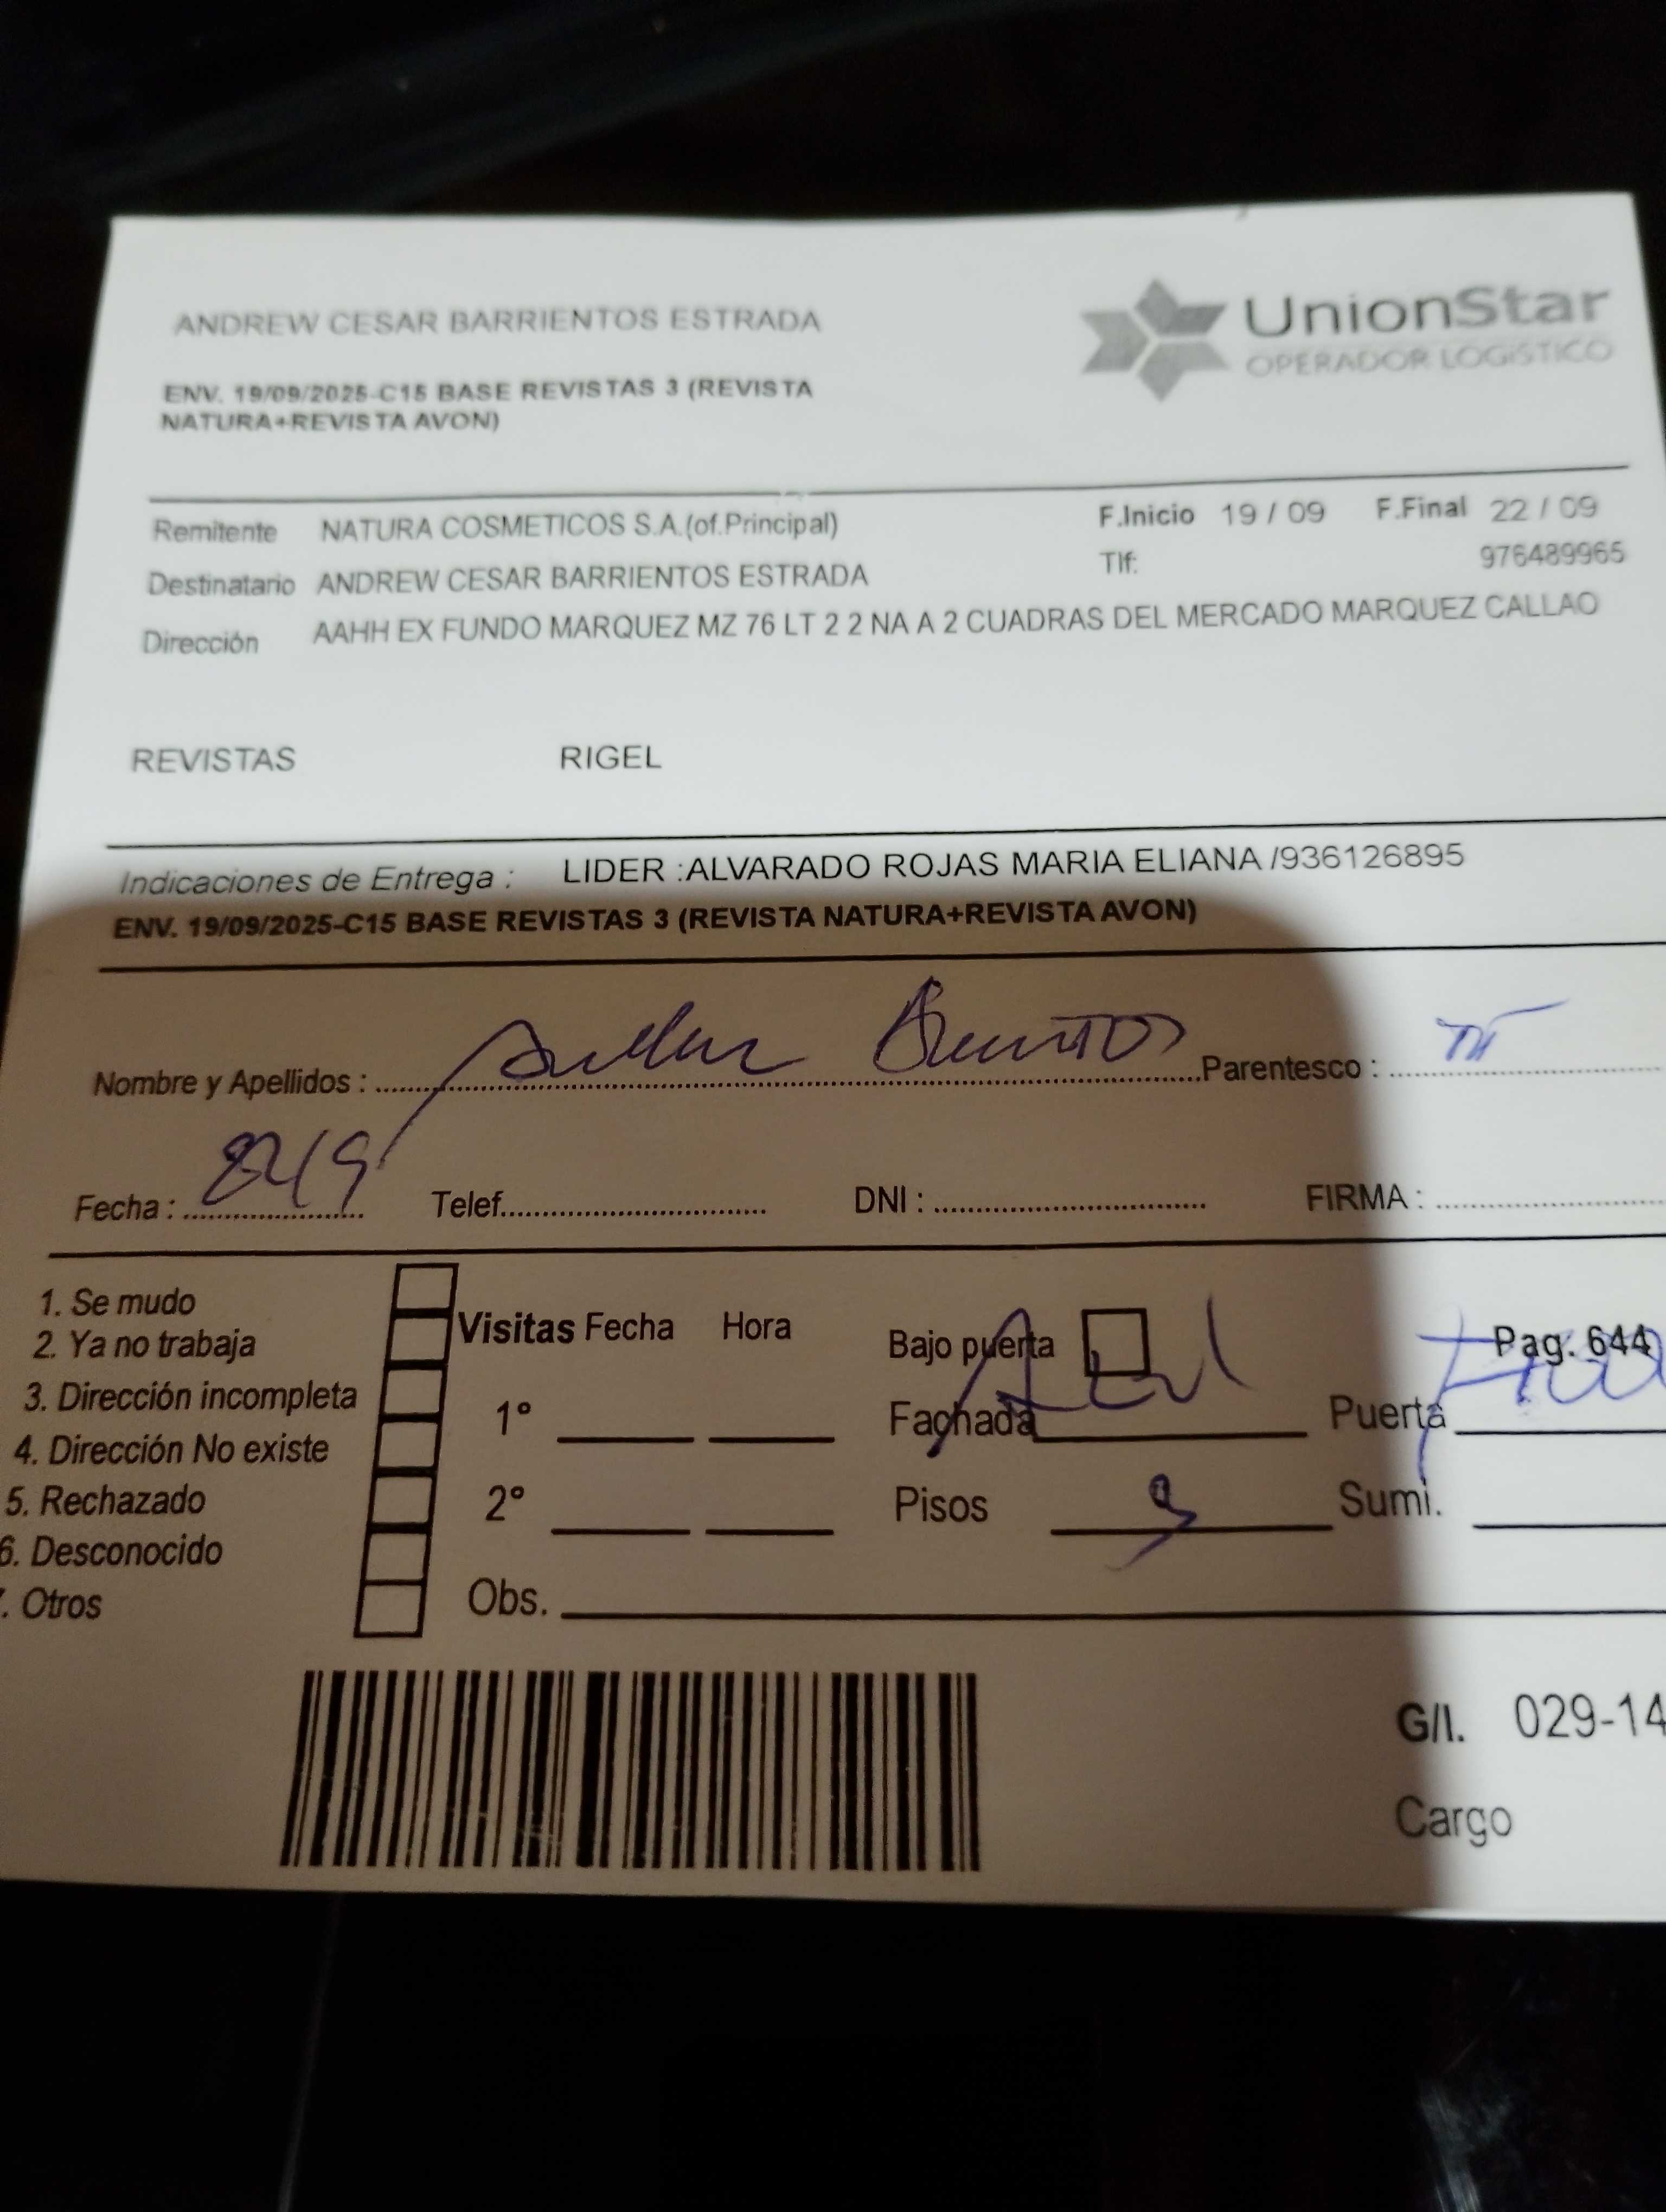 ANDREW CESAR BARRIENTOS ESTRADA
UnionStar
OPERADOR LOGÍSTICO
ENV. 19/09/2025-C15 BASE REVISTAS 3 (REVISTA
NATURA+REVISTA AVON)
Remitente NATURA COSMETICOS S.A.(of.Principal) F.Inicio 19 / 09 F.Final 22 / 09
Destinatario ANDREW CESAR BARRIENTOS ESTRADA Tlf: 976489965
Dirección AAHH EX FUNDO MARQUEZ MZ 76 LT 2 2 NA A 2 CUADRAS DEL MERCADO MARQUEZ CALLAO
REVISTAS RIGEL
Indicaciones de Entrega : LIDER :ALVARADO ROJAS MARIA ELIANA /936126895
ENV. 19/09/2025-C15 BASE REVISTAS 3 (REVISTA NATURA+REVISTA AVON)
Nombre y Apellidos : Parentesco :
Fecha : Telef. DNI : FIRMA :
1. Se mudo
2. Ya no trabaja
3. Dirección incompleta
4. Dirección No existe
5. Rechazado
6. Desconocido
. Otros
Visitas Fecha Hora
1°
2°
Obs.
Bajo puerta Pag. 644
Fachada Azul Puerta
Pisos 3 Sumi.
G/I. 029-14
Cargo